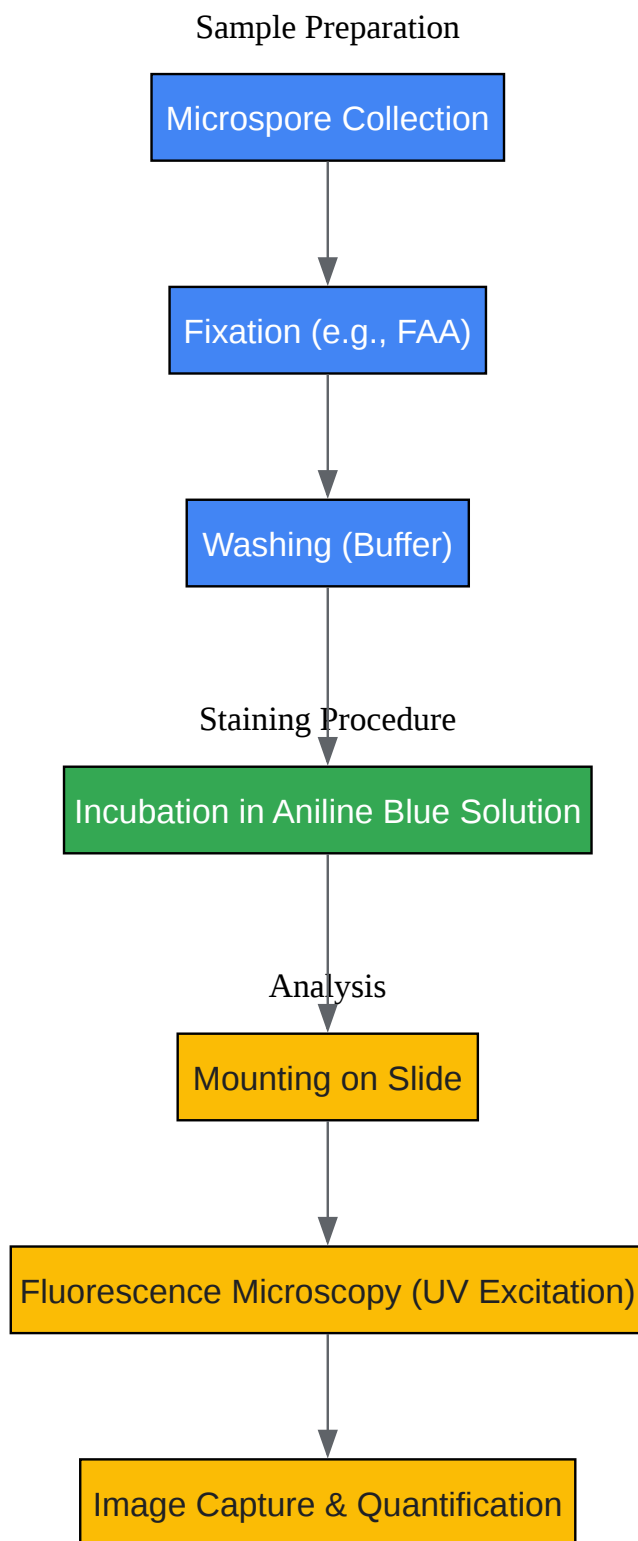 Sample Preparation
Microspore Collection
Fixation (e.g., FAA)
Washing (Buffer)
Staining Procedure
Incubation in Aniline Blue Solution
Analysis
Mounting on Slide
Fluorescence Microscopy (UV Excitation)
Image Capture & Quantification